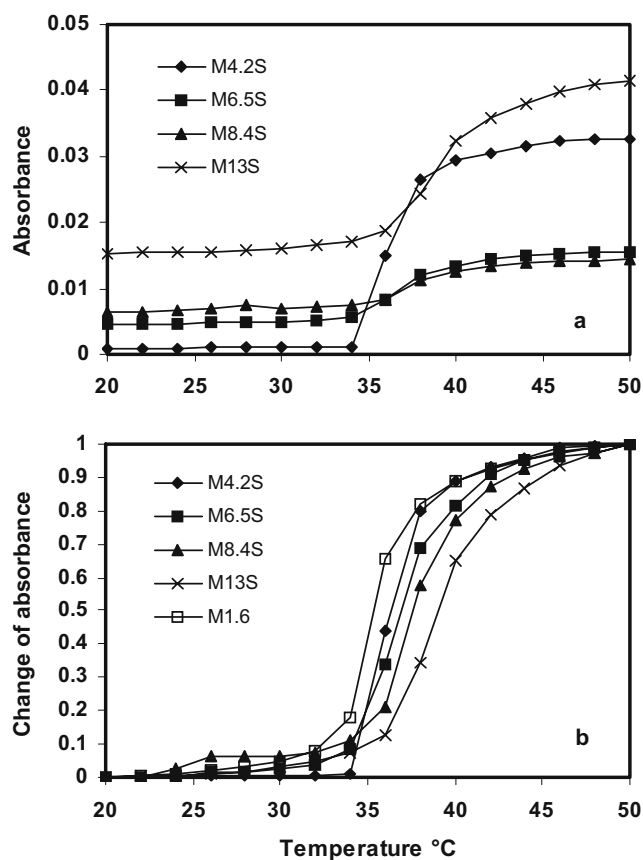 0.05
0.04
0.03
0.02
0.01
0
Absorbance
M4.2S
M6.5S
M8.4S
M13S
a
20 25 30 35 40 45 50
1
0.9
0.8
0.7
0.6
0.5
0.4
0.3
0.2
0.1
0
Change of absorbance
M4.2S
M6.5S
M8.4S
M13S
M1.6
b
20 25 30 35 40 45 50
Temperature °C